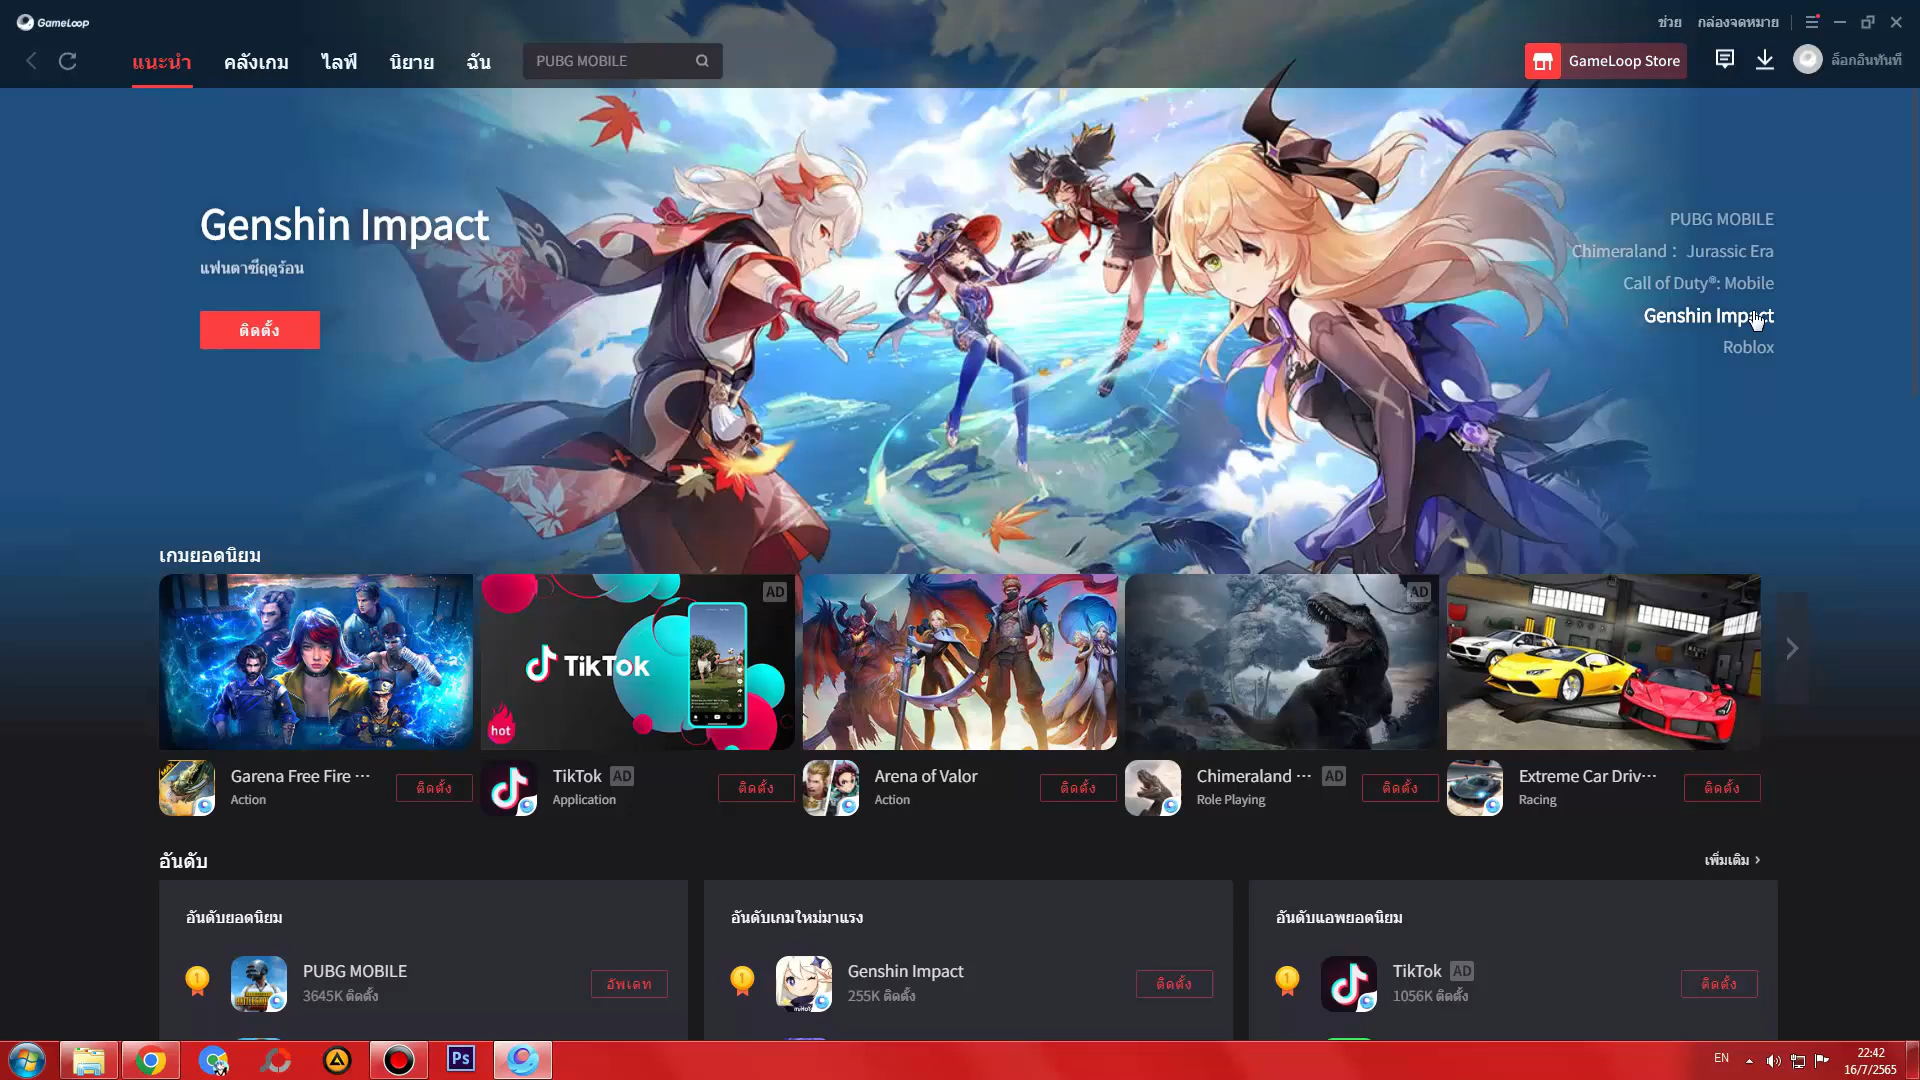 GameLoop
ช่วย กล่องจดหมาย
แนะนำ คลังเกม ไลฟ์ นิยาย ฉัน PUBG MOBILE
GameLoop Store ล็อกอินทันที
Genshin Impact
แฟนตาซีฤดูร้อน
ติดตั้ง
PUBG MOBILE
Chimeraland： Jurassic Era
Call of Duty®: Mobile
Genshin Impact
Roblox
เกมยอดนิยม
AD
TikTok
hot
AD
Garena Free Fire ···
Action
ติดตั้ง
TikTok AD
Application
ติดตั้ง
Arena of Valor
Action
ติดตั้ง
Chimeraland ··· AD
Role Playing
ติดตั้ง
Extreme Car Driv···
Racing
ติดตั้ง
อันดับ
เพิ่มเติม
อันดับยอดนิยม
1
PUBG MOBILE
3645K ติดตั้ง
อัพเดท
อันดับเกมใหม่มาแรง
1
Genshin Impact
255K ติดตั้ง
ติดตั้ง
อันดับแอพยอดนิยม
1
TikTok AD
1056K ติดตั้ง
ติดตั้ง
Ps
EN
22:42
16/7/2565